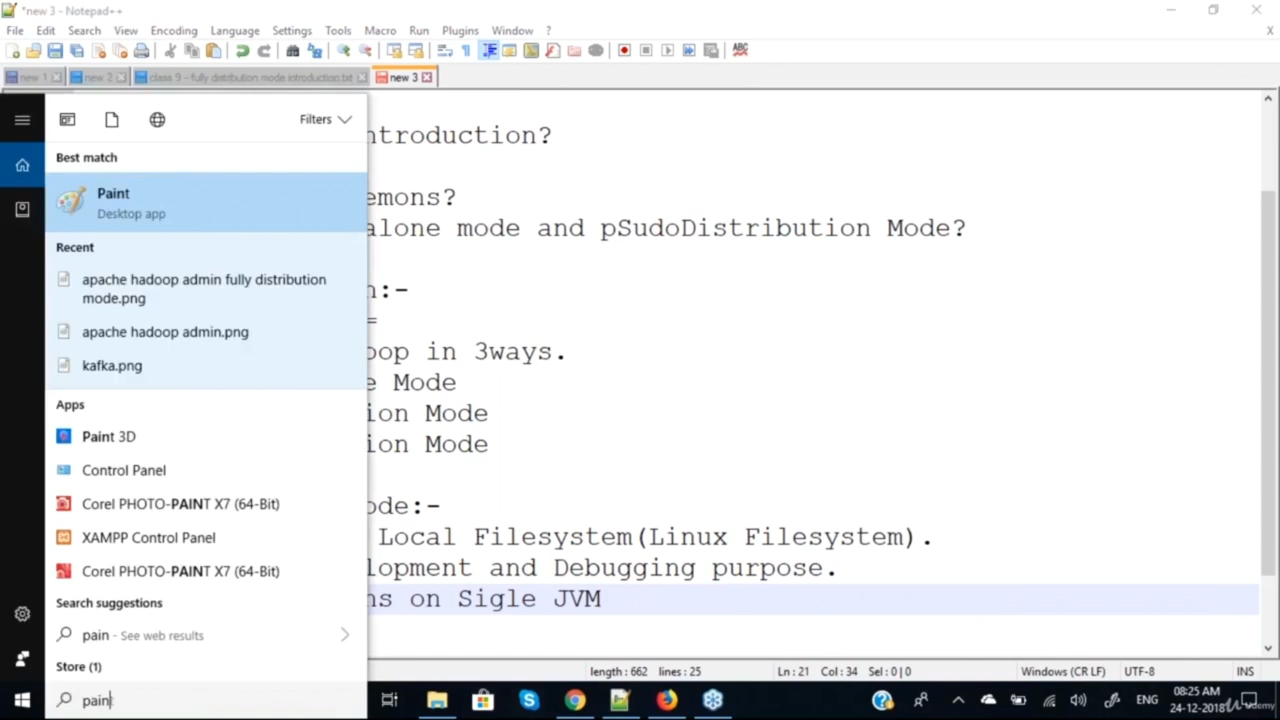 *new 3 - Notepad++
File Edit Search View Encoding Language Settings Tools Macro Run Plugins Window ? X
new 1 new 2 class 9 - fully distribution mode introduction.txt new 3
Filters
Best match
Paint
Desktop app
Recent
apache hadoop admin fully distribution
mode.png
apache hadoop admin.png
kafka.png
Apps
Paint 3D
Control Panel
Corel PHOTO-PAINT X7 (64-Bit)
XAMPP Control Panel
Corel PHOTO-PAINT X7 (64-Bit)
Search suggestions
pain - See web results
Store (1)
pain
ntroduction?
emons?
alone mode and pSudoDistribution Mode?
n:-
=
oop in 3ways.
e Mode
ion Mode
ion Mode
ode:-
Local Filesystem(Linux Filesystem).
lopment and Debugging purpose.
ns on Sigle JVM
length : 662 lines : 25 Ln : 21 Col : 34 Sel : 0 | 0 Windows (CR LF) UTF-8 INS
ENG 08:25 AM
24-12-2018
Udemy